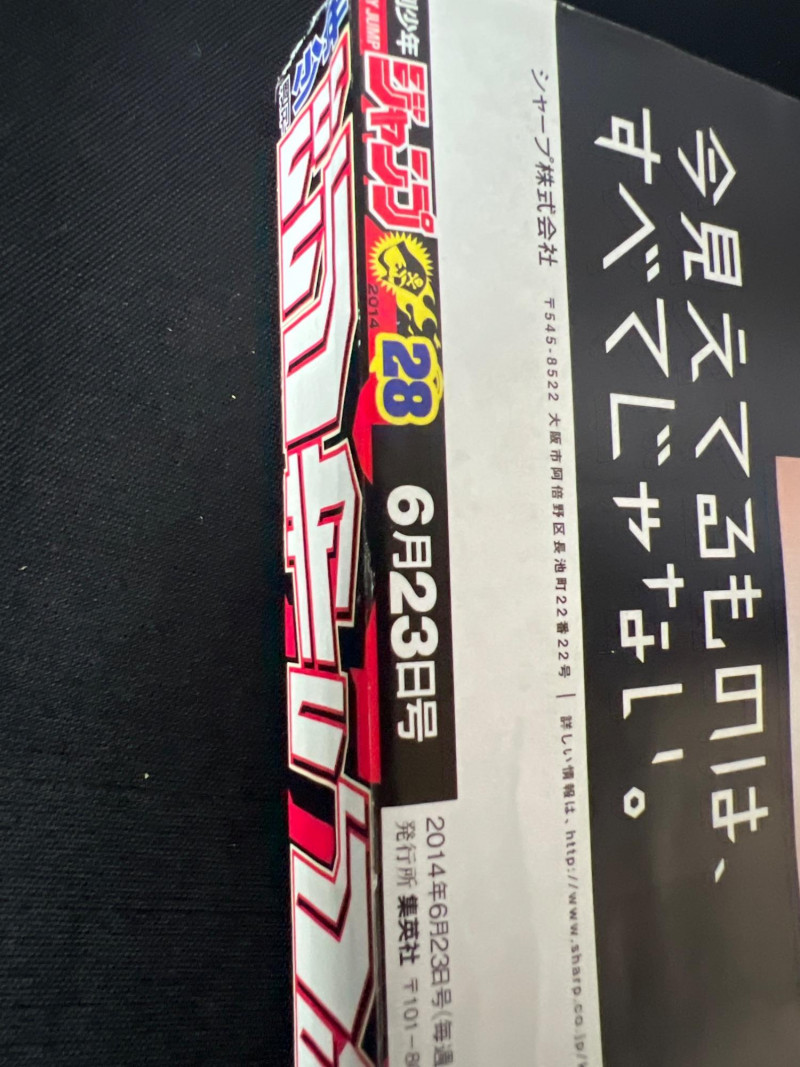 今見えてるものは、
すべてじゃない。
シャープ株式会社 〒545-8522 大阪市阿倍野区長池町22番22号 | 詳しい情報は、http://www.sharp.co.jp/
少年
JUMP
ジャンプ
2014
28
6月23日号
2014年6月23日号(毎週
発行所 集英社 〒101-8